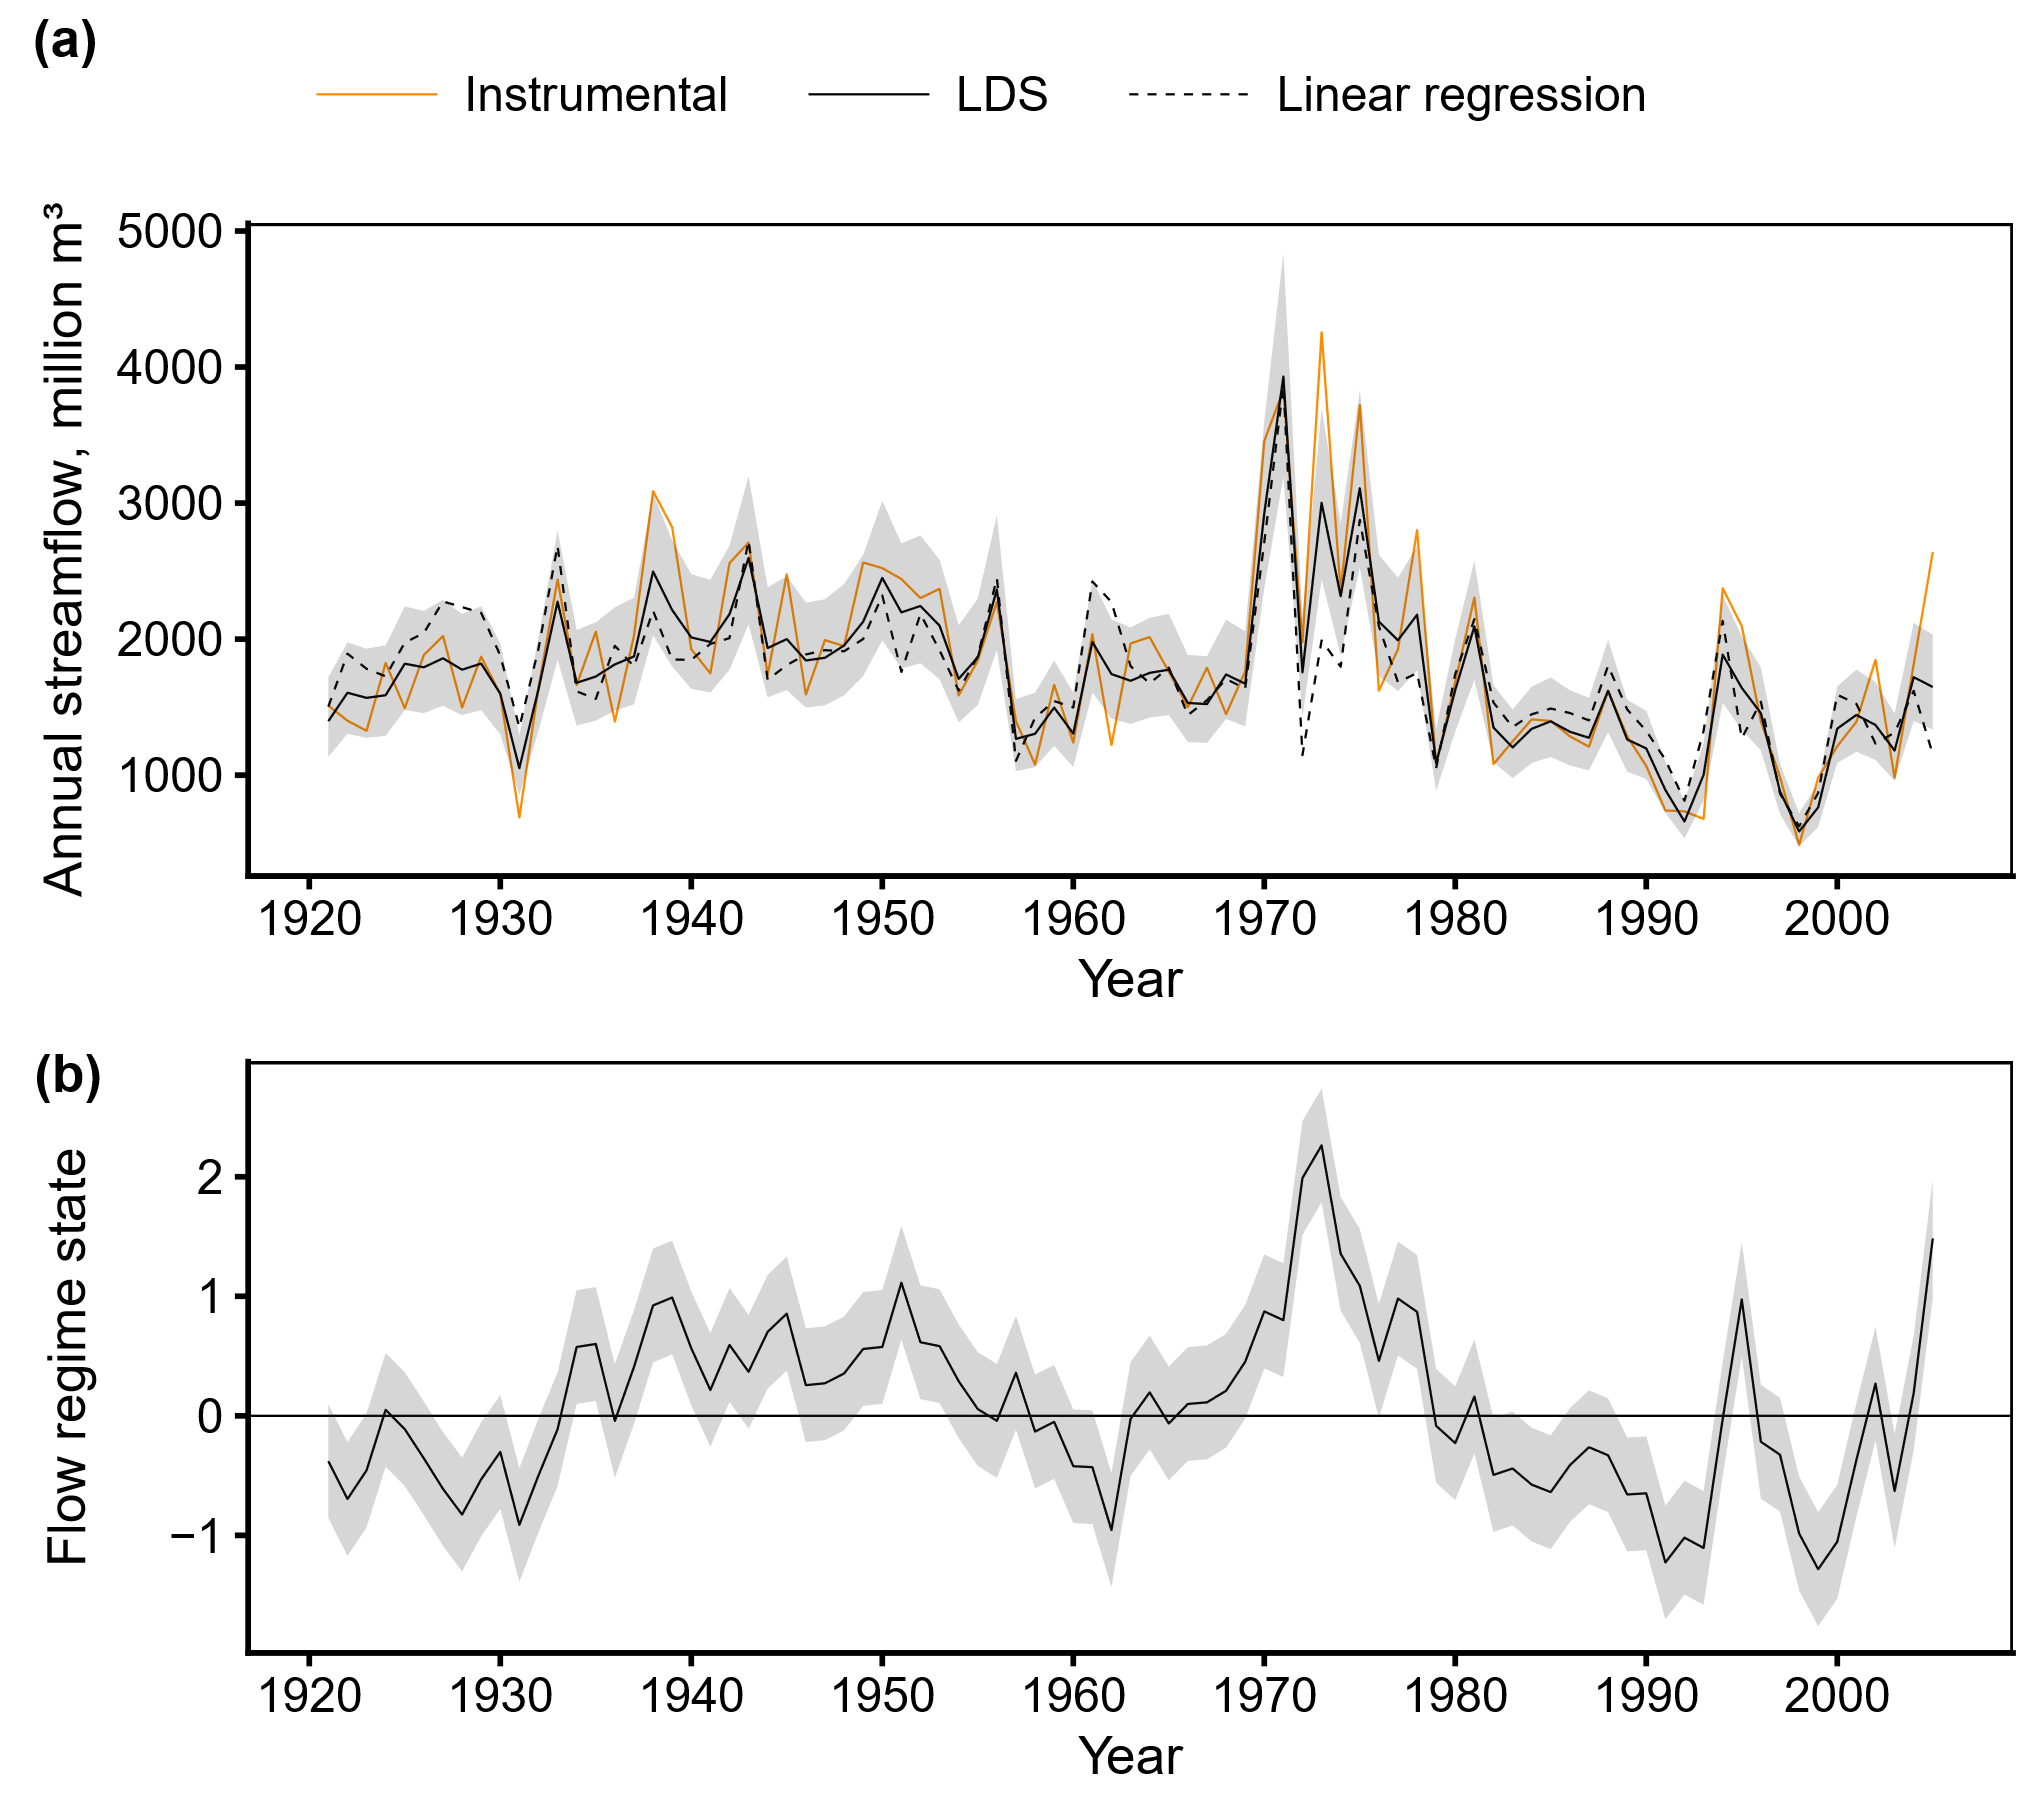 (a)
Instrumental LDS Linear regression
Annual streamflow, million m³
5000
4000
3000
2000
1000
1920 1930 1940 1950 1960 1970 1980 1990 2000
Year
(b)
Flow regime state
2
1
0
−1
1920 1930 1940 1950 1960 1970 1980 1990 2000
Year